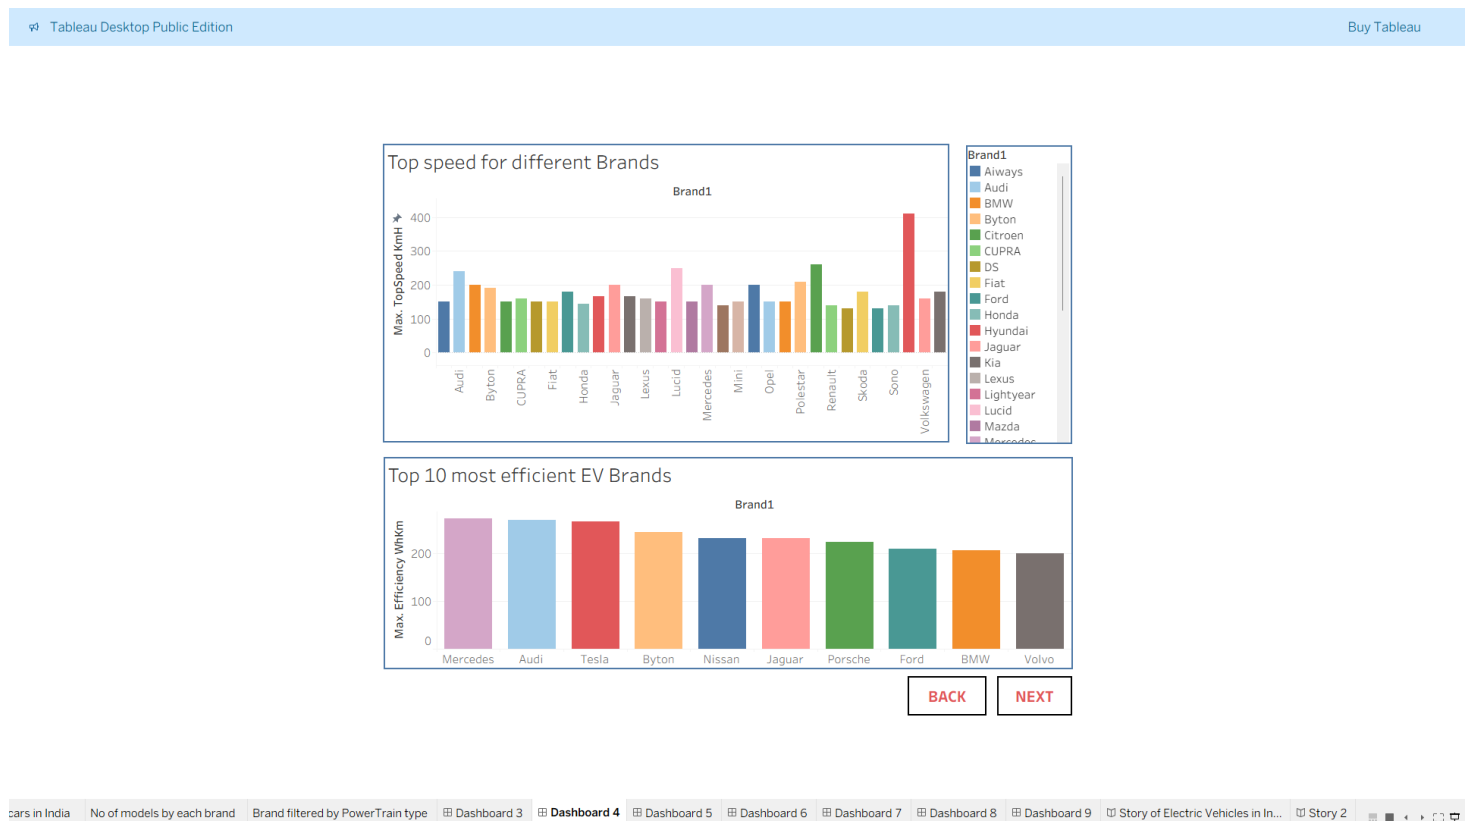 Tableau Desktop Public Edition
Buy Tableau
Top speed for different Brands
Brand1
Max. TopSpeed KmH
400
300
200
100
0
Audi
Byton
CUPRA
Fiat
Honda
Jaguar
Lexus
Lucid
Mercedes
Mini
Opel
Polestar
Renault
Skoda
Sono
Volkswagen
Brand1
Aiways
Audi
BMW
Byton
Citroen
CUPRA
DS
Fiat
Ford
Honda
Hyundai
Jaguar
Kia
Lexus
Lightyear
Lucid
Mazda
Mercedes
Top 10 most efficient EV Brands
Brand1
Max. Efficiency WhKm
200
100
0
Mercedes Audi Tesla Byton Nissan Jaguar Porsche Ford BMW Volvo
BACK NEXT
cars in India No of models by each brand Brand filtered by PowerTrain type Dashboard 3 Dashboard 4 Dashboard 5 Dashboard 6 Dashboard 7 Dashboard 8 Dashboard 9 Story of Electric Vehicles in In... Story 2